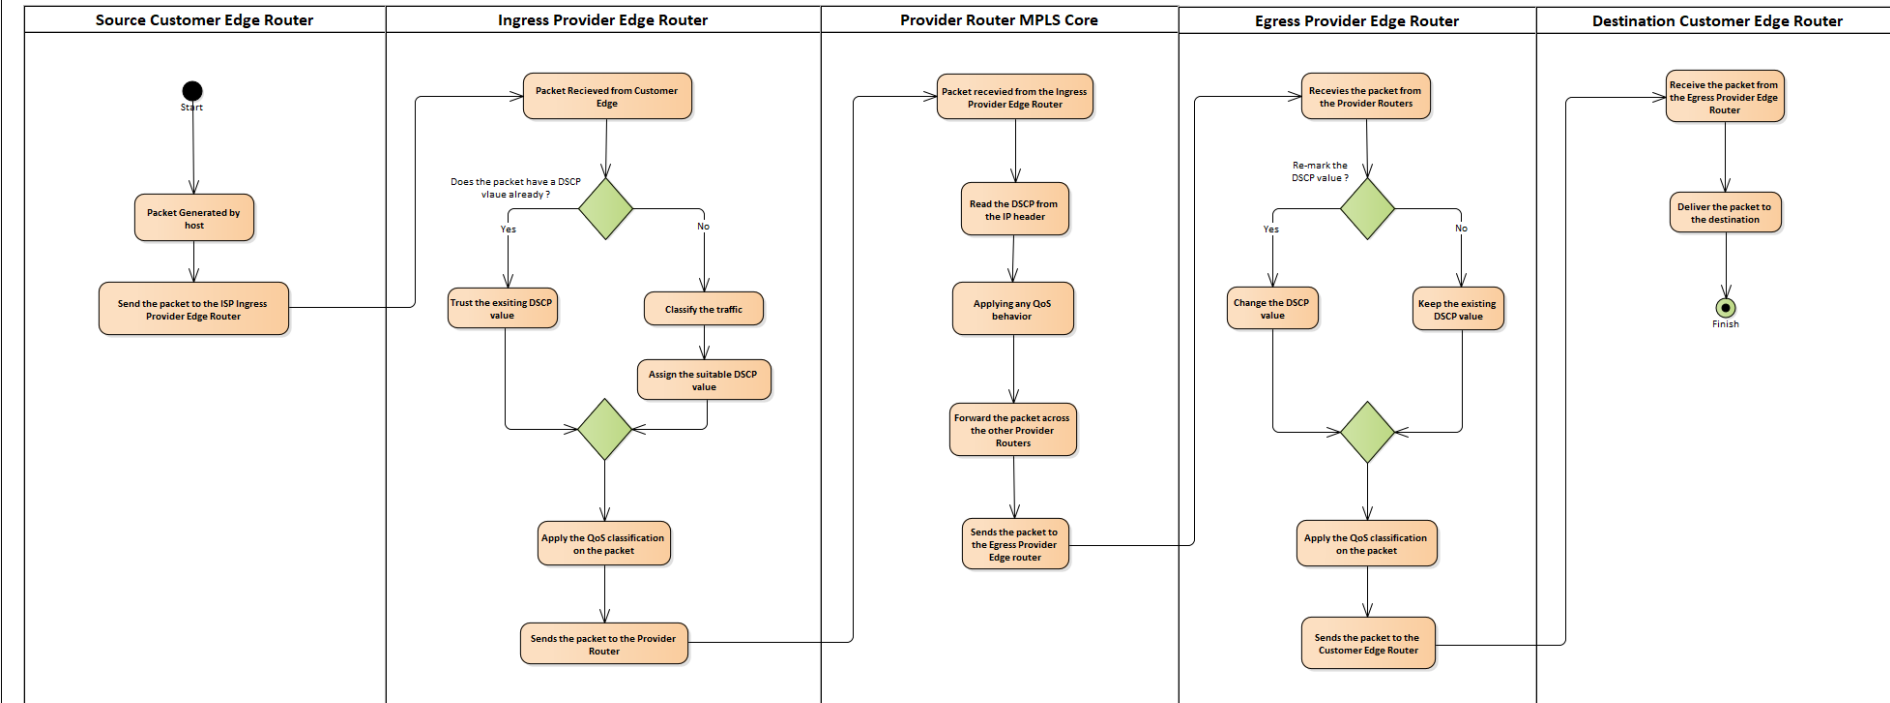 Source Customer Edge Router
Ingress Provider Edge Router
Provider Router MPLS Core
Egress Provider Edge Router
Destination Customer Edge Router
Start
Packet Generated by
host
Send the packet to the ISP Ingress
Provider Edge Router
Packet Recieved from Customer
Edge
Does the packet have a DSCP
vlaue already ?
Yes
No
Trust the exsiting DSCP
value
Classify the traffic
Assign the suitable DSCP
value
Apply the QoS classification
on the packet
Sends the packet to the Provider
Router
Packet recevied from the Ingress
Provider Edge Router
Read the DSCP from
the IP header
Applying any QoS
behavior
Forward the packet across
the other Provider
Routers
Sends the packet to
the Egress Provider
Edge router
Recevies the packet from
the Provider Routers
Re-mark the
DSCP value ?
Yes
No
Change the DSCP
value
Keep the existing
DSCP value
Apply the QoS classification
on the packet
Sends the packet to the
Customer Edge Router
Receive the packet from
the Egress Provider Edge
Router
Deliver the packet to
the destination
Finish